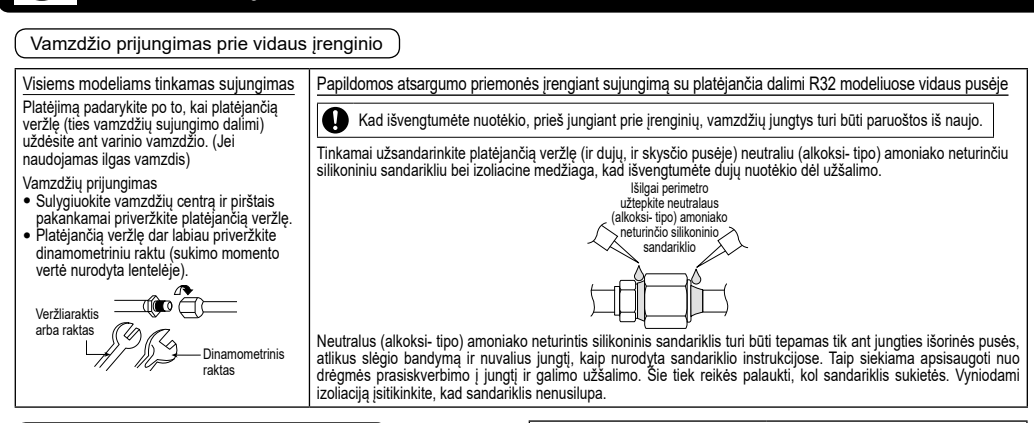 Vamzdžio prijungimas prie vidaus įrenginio
Visiems modeliams tinkamas sujungimas
Platėjimą padarykite po to, kai platėjančią
veržlę (ties vamzdžių sujungimo dalimi)
uždėsite ant varinio vamzdžio. (Jei
naudojamas ilgas vamzdis)
Vamzdžių prijungimas
• Sulygiuokite vamzdžių centrą ir pirštais
pakankamai priveržkite platėjančią veržlę.
• Platėjančią veržlę dar labiau priveržkite
dinamometriniu raktu (sukimo momento
vertė nurodyta lentelėje).
Veržliaraktis
arba raktas
Dinamometrinis
raktas
Papildomos atsargumo priemonės įrengiant sujungimą su platėjančia dalimi R32 modeliuose vidaus pusėje
Kad išvengtumėte nuotėkio, prieš jungiant prie įrenginių, vamzdžių jungtys turi būti paruoštos iš naujo.
Tinkamai užsandarinkite platėjančią veržlę (ir dujų, ir skysčio pusėje) neutraliu (alkoksi- tipo) amoniako neturinčiu
silikoniniu sandarikliu bei izoliacine medžiaga, kad išvengtumėte dujų nuotėkio dėl užšalimo.
Išilgai perimetro
užtepkite neutralaus
(alkoksi- tipo) amoniako
neturinčio silikoninio
sandariklio
Neutralus (alkoksi- tipo) amoniako neturintis silikoninis sandariklis turi būti tepamas tik ant jungties išorinės pusės,
atlikus slėgio bandymą ir nuvalius jungtį, kaip nurodyta sandariklio instrukcijose. Taip siekiama apsisaugoti nuo
drėgmės prasiskverbimo į jungtį ir galimo užšalimo. Šie tiek reikės palaukti, kol sandariklis sukietės. Vyniodami
izoliaciją įsitikinkite, kad sandariklis nenusilupa.